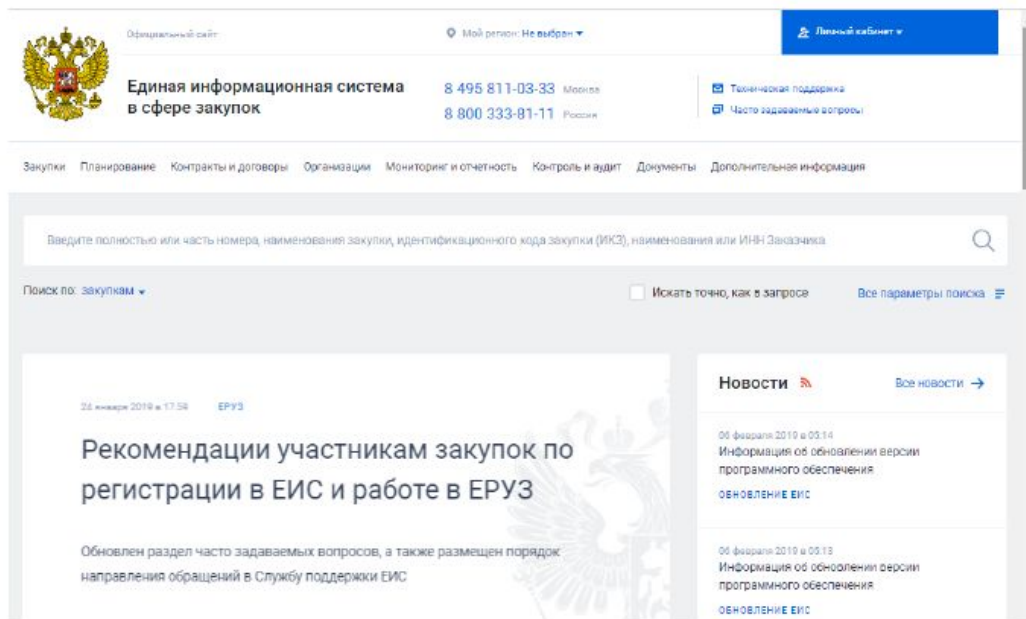 Официальный сайт
Мой регион: Не выбран
Личный кабинет
Единая информационная система
в сфере закупок
8 495 811-03-33 Москва
8 800 333-81-11 Россия
Техническая поддержка
Часто задаваемые вопросы
Закупки Планирование Контракты и договоры Организации Мониторинг и отчетность Контроль и аудит Документы Дополнительная информация
Введите полностью или часть номера, наименования закупки, идентификационного кода закупки (ИКЗ), наименования или ИНН Заказчика
Поиск по: закупкам
Искать точно, как в запросе
Все параметры поиска
24 января 2019 в 17:59 ЕРУЗ
Рекомендации участникам закупок по
регистрации в ЕИС и работе в ЕРУЗ
Обновлен раздел часто задаваемых вопросов, а также размещен порядок
направления обращений в Службу поддержки ЕИС
Новости
Все новости
06 февраля 2019 в 05:14
Информация об обновлении версии
программного обеспечения
ОБНОВЛЕНИЕ ЕИС
06 февраля 2019 в 05:13
Информация об обновлении версии
программного обеспечения
ОБНОВЛЕНИЕ ЕИС